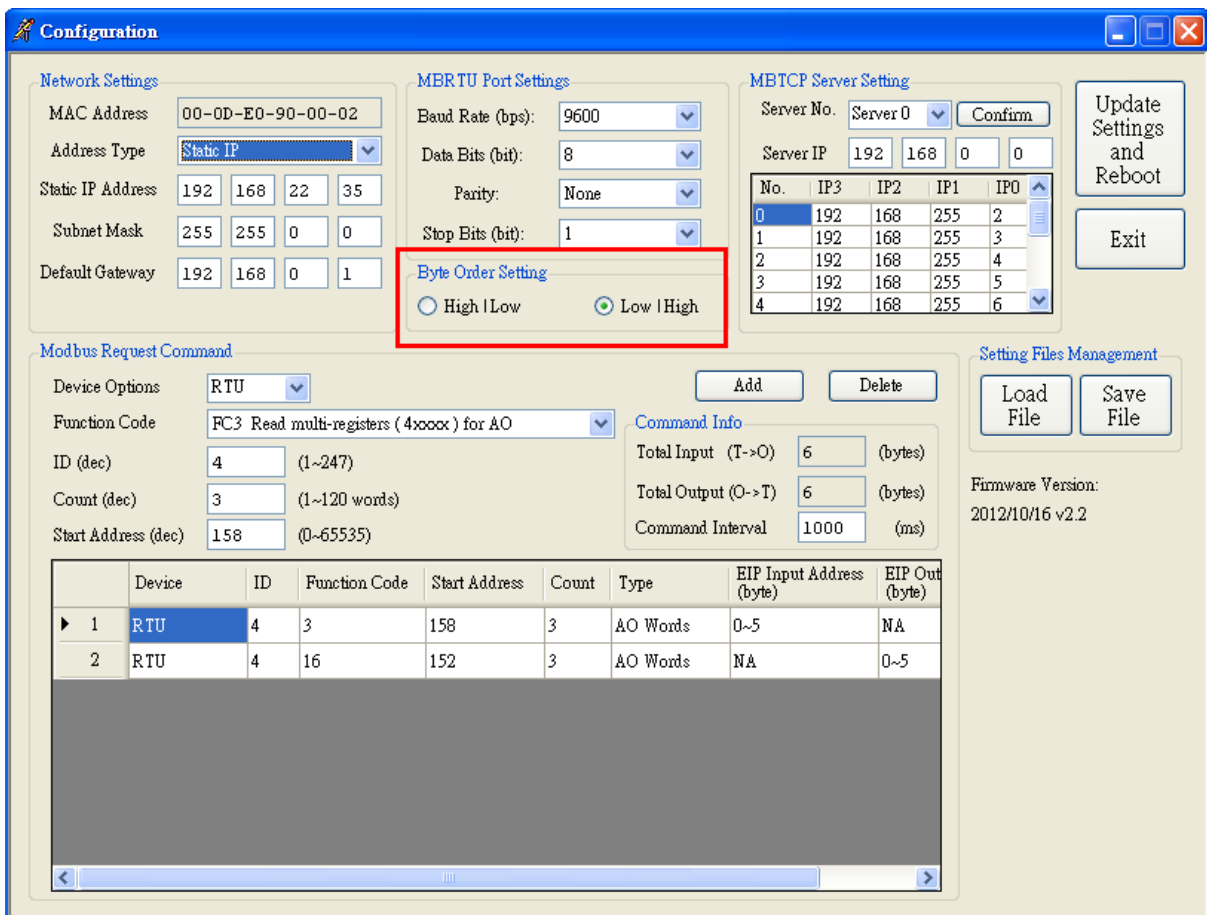 Configuration
Network Settings
MAC Address 00-0D-E0-90-00-02
Address Type Static IP
Static IP Address 192 168 22 35
Subnet Mask 255 255 0 0
Default Gateway 192 168 0 1
MBRTU Port Settings
Baud Rate (bps): 9600
Data Bits (bit): 8
Parity: None
Stop Bits (bit): 1
Byte Order Setting
High | Low Low | High
MBTCP Server Setting
Server No. Server 0 Confirm
Server IP 192 168 0 0
No. IP3 IP2 IP1 IP0
0 192 168 255 2
1 192 168 255 3
2 192 168 255 4
3 192 168 255 5
4 192 168 255 6
Update
Settings
and
Reboot
Exit
Modbus Request Command
Device Options RTU Add Delete
Function Code FC3 Read multi-registers ( 4xxxx ) for AO
ID (dec) 4 (1~247)
Count (dec) 3 (1~120 words)
Start Address (dec) 158 (0~65535)
Command Info
Total Input (T->O) 6 (bytes)
Total Output (O->T) 6 (bytes)
Command Interval 1000 (ms)
Setting Files Management
Load
File
Save
File
Firmware Version:
2012/10/16 v2.2
Device ID Function Code Start Address Count Type EIP Input Address (byte) EIP Out (byte)
1 RTU 4 3 158 3 AO Words 0~5 NA
2 RTU 4 16 152 3 AO Words NA 0~5